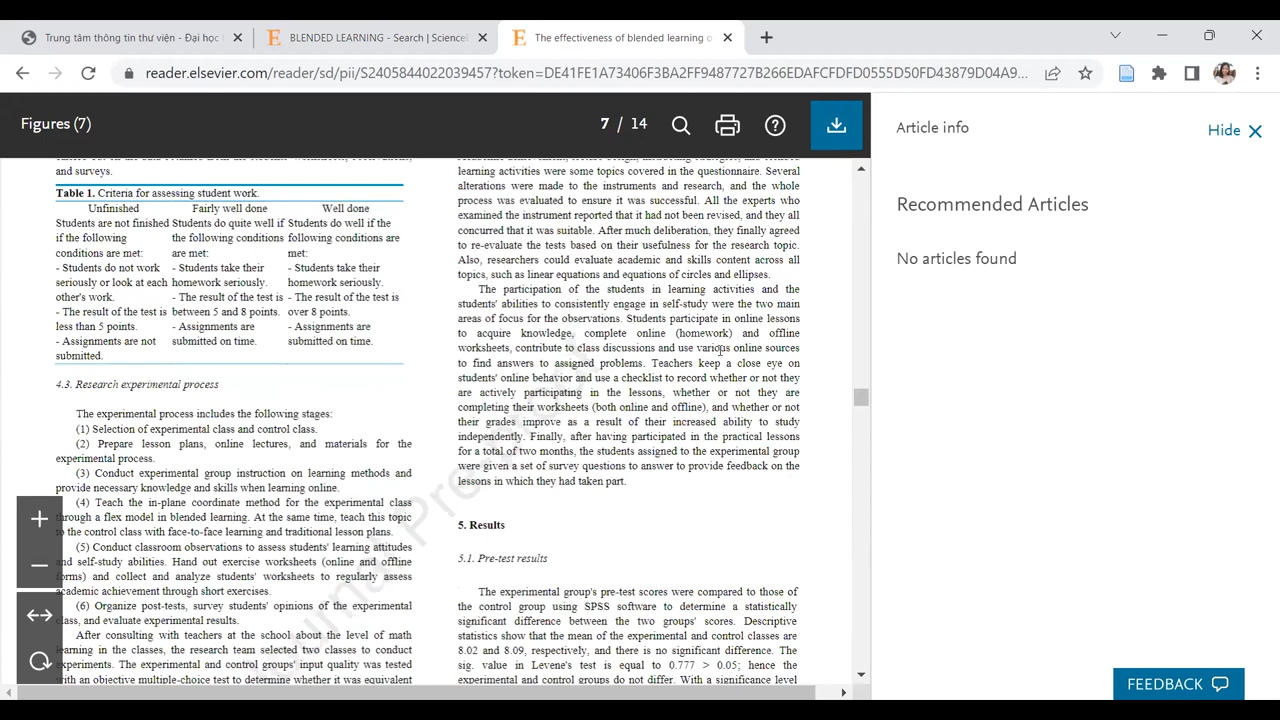 Trung tâm thông tin thư viện - Đại học
BLENDED LEARNING - Search | Science
The effectiveness of blended learning o
reader.elsevier.com/reader/sd/pii/S2405844022039457?token=DE41FE1A73406F3BA2FF9487727B266EDAFCFDFD0555D50FD43879D04A9...
Figures (7)
7 / 14
Article info
Hide
Recommended Articles
No articles found
and surveys.
Table 1. Criteria for assessing student work.
Unfinished Fairly well done Well done
Students are not finished Students do quite well if Students do well if the
if the following the following conditions following conditions are
conditions are met: are met: met:
- Students do not work - Students take their - Students take their
seriously or look at each homework seriously. homework seriously.
other's work. - The result of the test is - The result of the test is
- The result of the test is between 5 and 8 points. over 8 points.
less than 5 points. - Assignments are - Assignments are
- Assignments are not submitted on time. submitted on time.
submitted.
4.3. Research experimental process
The experimental process includes the following stages:
(1) Selection of experimental class and control class.
(2) Prepare lesson plans, online lectures, and materials for the
experimental process.
(3) Conduct experimental group instruction on learning methods and
provide necessary knowledge and skills when learning online.
(4) Teach the in-plane coordinate method for the experimental class
through a flex model in blended learning. At the same time, teach this topic
to the control class with face-to-face learning and traditional lesson plans.
(5) Conduct classroom observations to assess students' learning attitudes
and self-study abilities. Hand out exercise worksheets (online and offline
forms) and collect and analyze students' worksheets to regularly assess
academic achievement through short exercises.
(6) Organize post-tests, survey students' opinions of the experimental
class, and evaluate experimental results.
After consulting with teachers at the school about the level of math
learning in the classes, the research team selected two classes to conduct
experiments. The experimental and control groups' input quality was tested
with an objective multiple-choice test to determine whether it was equivalent
learning activities were some topics covered in the questionnaire. Several
alterations were made to the instruments and research, and the whole
process was evaluated to ensure it was successful. All the experts who
examined the instrument reported that it had not been revised, and they all
concurred that it was suitable. After much deliberation, they finally agreed
to re-evaluate the tests based on their usefulness for the research topic.
Also, researchers could evaluate academic and skills content across all
topics, such as linear equations and equations of circles and ellipses.
The participation of the students in learning activities and the
students' abilities to consistently engage in self-study were the two main
areas of focus for the observations. Students participate in online lessons
to acquire knowledge, complete online (homework) and offline
worksheets, contribute to class discussions and use various online sources
to find answers to assigned problems. Teachers keep a close eye on
students' online behavior and use a checklist to record whether or not they
are actively participating in the lessons, whether or not they are
completing their worksheets (both online and offline), and whether or not
their grades improve as a result of their increased ability to study
independently. Finally, after having participated in the practical lessons
for a total of two months, the students assigned to the experimental group
were given a set of survey questions to answer to provide feedback on the
lessons in which they had taken part.
5. Results
5.1. Pre-test results
The experimental group's pre-test scores were compared to those of
the control group using SPSS software to determine a statistically
significant difference between the two groups' scores. Descriptive
statistics show that the mean of the experimental and control classes are
8.02 and 8.09, respectively, and there is no significant difference. The
sig. value in Levene's test is equal to 0.777 > 0.05; hence the
experimental and control groups do not differ. With a significance level
FEEDBACK